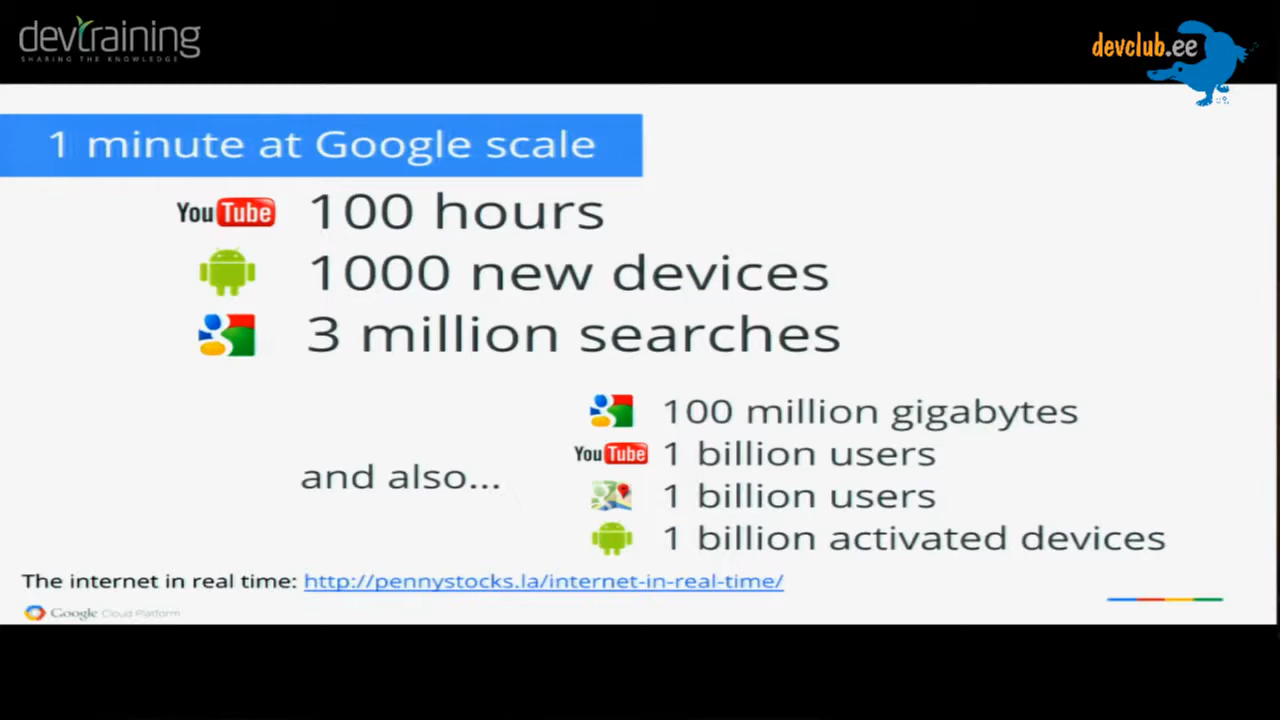 devtraining
SHARING THE KNOWLEDGE
devclub.ee
1 minute at Google scale
YouTube 100 hours
1000 new devices
3 million searches
and also...
100 million gigabytes
YouTube 1 billion users
1 billion users
1 billion activated devices
The internet in real time: http://pennystocks.la/internet-in-real-time/
Google Cloud Platform